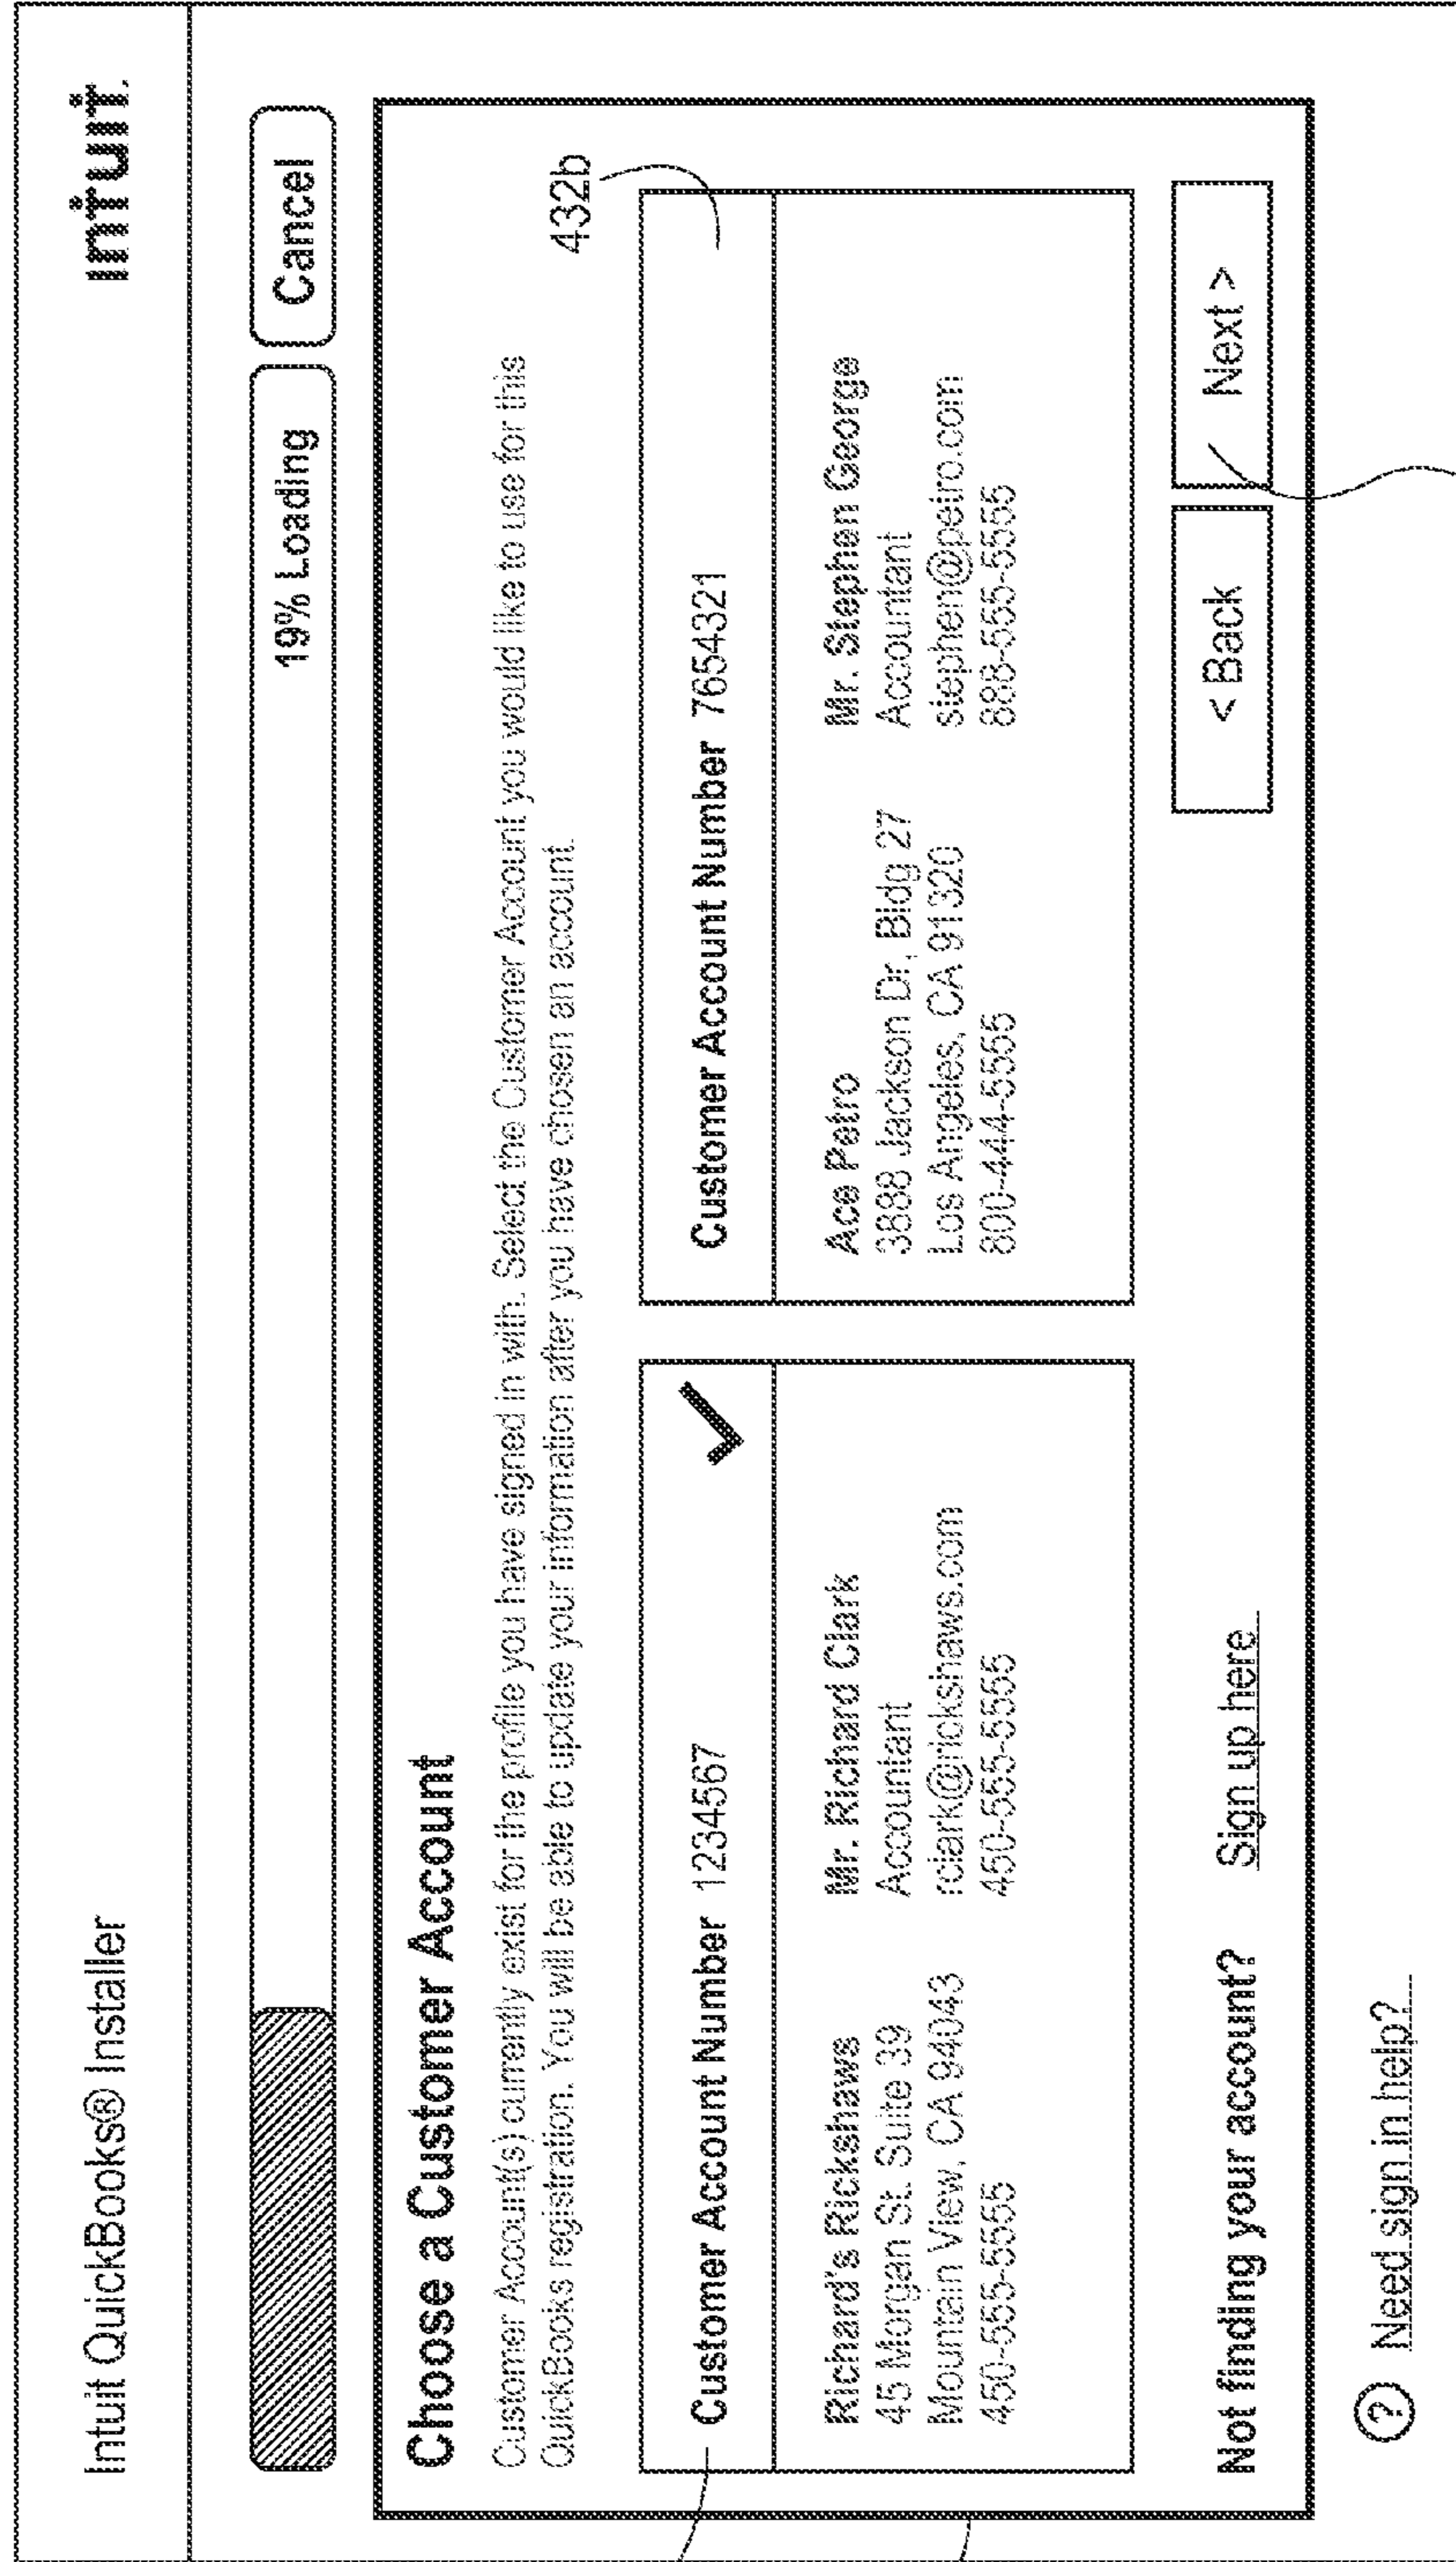 Intuit QuickBooks® Installer
intuit.
19% Loading
Cancel
Choose a Customer Account
Customer Account(s) currently exist for the profile you have signed in with. Select the Customer Account you would like to use for this
QuickBooks registration. You will be able to update your information after you have chosen an account.
432b
Customer Account Number 1234567
Richard's Rickshaws
45 Morgan St. Suite 39
Mountain View, CA 94043
450-555-5555
Mr. Richard Clark
Accountant
rclark@rickshaws.com
450-555-5555
Customer Account Number 7654321
Ace Petro
3888 Jackson Dr, Bldg 27
Los Angeles, CA 91320
800-444-5555
Mr. Stephen George
Accountant
stephen@petro.com
888-555-5555
Not finding your account? Sign up here
< Back
Next >
? Need sign in help?